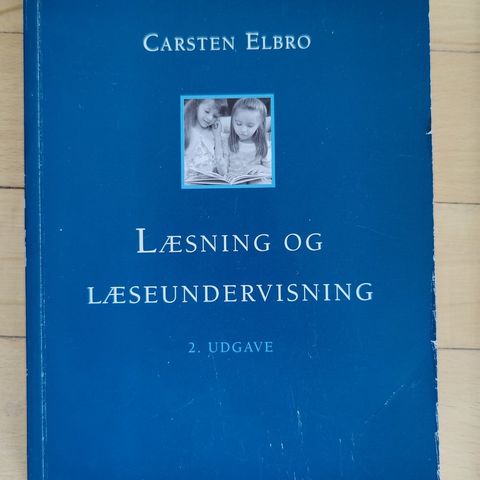 CARSTEN ELBRO
LÆSNING OG
LÆSEUNDERVISNING
2. UDGAVE